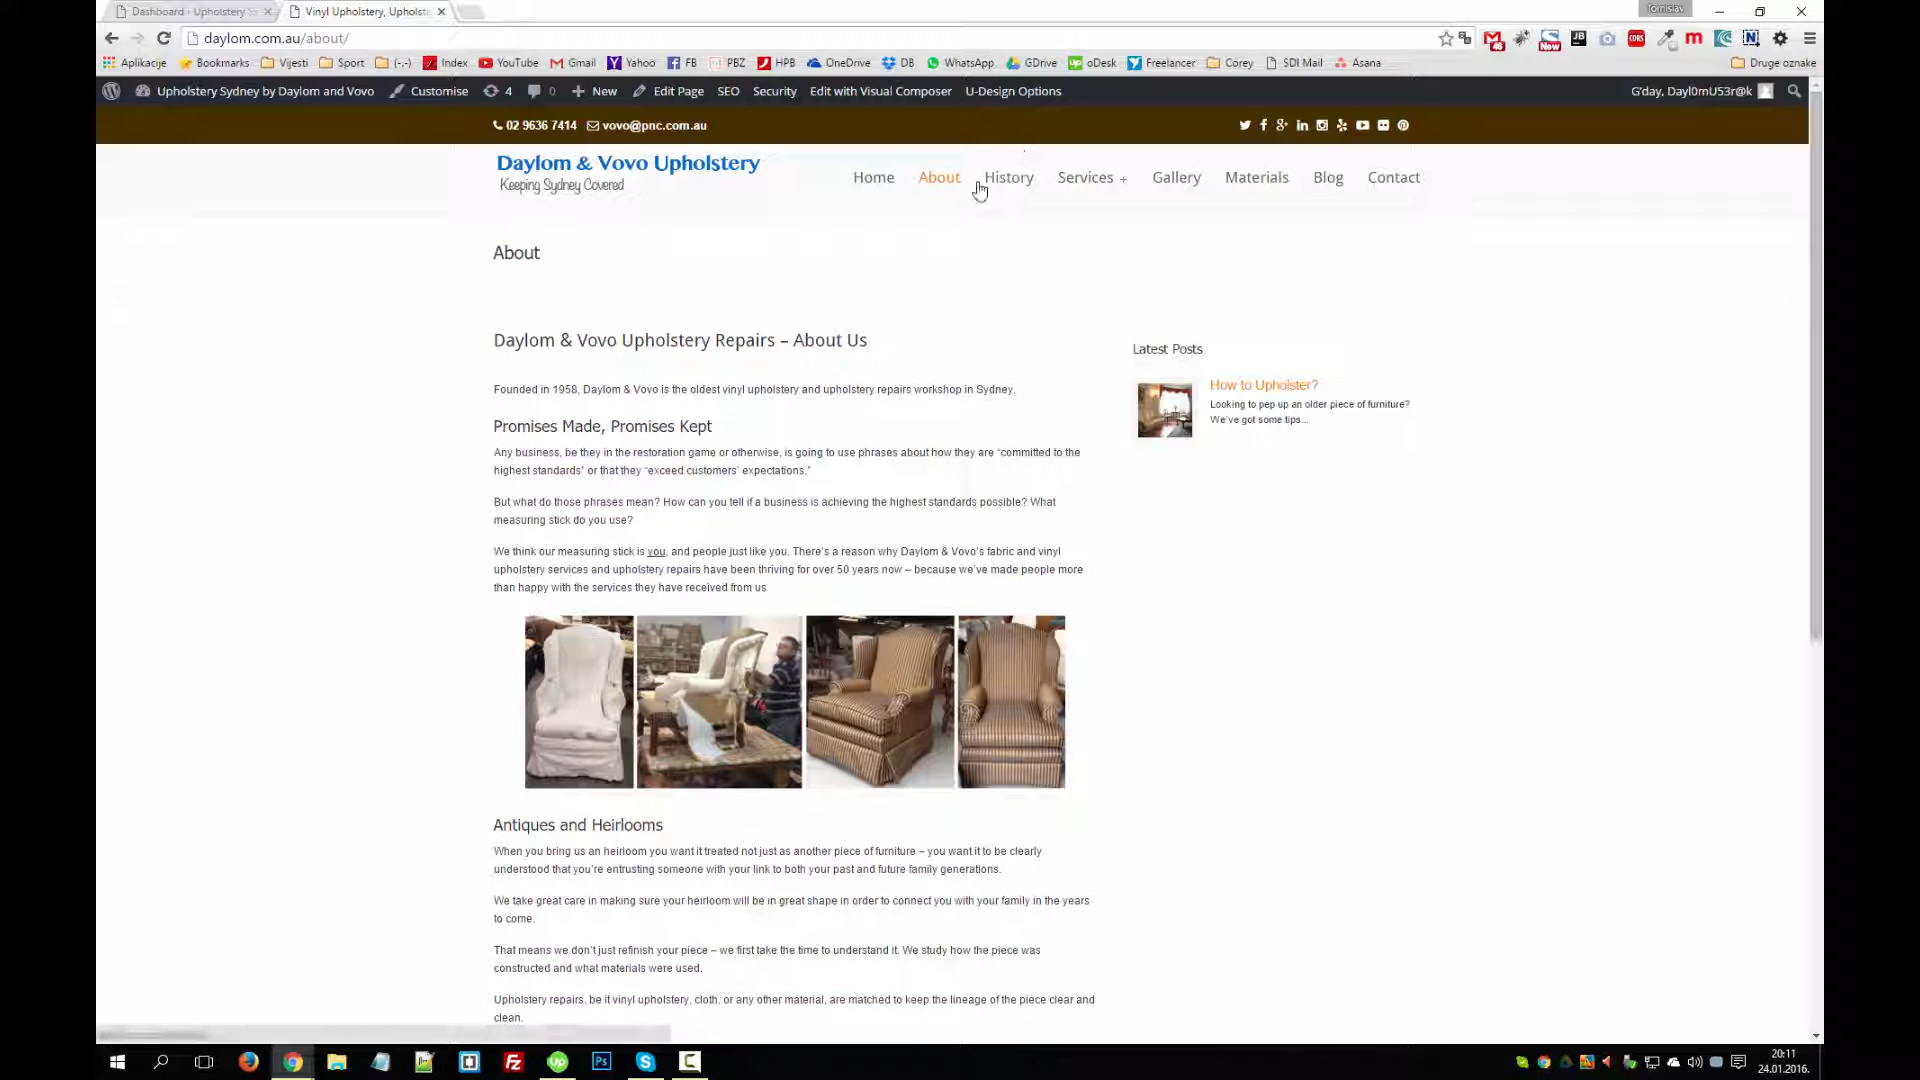 Dashboard ‹ Upholstery S
Vinyl Upholstery, Upholste
Tomislav
daylom.com.au/about/
Aplikacije
Bookmarks
Vijesti
Sport
(-.-)
Index
YouTube
Gmail
Yahoo
FB
PBZ
HPB
OneDrive
DB
WhatsApp
GDrive
oDesk
Freelancer
Corey
SDI Mail
Asana
Druge oznake
Upholstery Sydney by Daylom and Vovo
Customise
4
0
New
Edit Page
SEO
Security
Edit with Visual Composer
U-Design Options
G'day, Dayl0mU53r@k
02 9636 7414
vovo@pnc.com.au
Daylom & Vovo Upholstery
Keeping Sydney Covered
Home
About
History
Services +
Gallery
Materials
Blog
Contact
About
Daylom & Vovo Upholstery Repairs – About Us
Founded in 1958, Daylom & Vovo is the oldest vinyl upholstery and upholstery repairs workshop in Sydney.
Promises Made, Promises Kept
Any business, be they in the restoration game or otherwise, is going to use phrases about how they are “committed to the
highest standards” or that they “exceed customers’ expectations.”
But what do those phrases mean? How can you tell if a business is achieving the highest standards possible? What
measuring stick do you use?
We think our measuring stick is you, and people just like you. There’s a reason why Daylom & Vovo’s fabric and vinyl
upholstery services and upholstery repairs have been thriving for over 50 years now – because we’ve made people more
than happy with the services they have received from us
Latest Posts
How to Upholster?
Looking to pep up an older piece of furniture?
We’ve got some tips...
Antiques and Heirlooms
When you bring us an heirloom you want it treated not just as another piece of furniture – you want it to be clearly
understood that you’re entrusting someone with your link to both your past and future family generations.
We take great care in making sure your heirloom will be in great shape in order to connect you with your family in the years
to come.
That means we don’t just refinish your piece – we first take the time to understand it. We study how the piece was
constructed and what materials were used.
Upholstery repairs, be it vinyl upholstery, cloth, or any other material, are matched to keep the lineage of the piece clear and
clean.
20:11
24.01.2016.